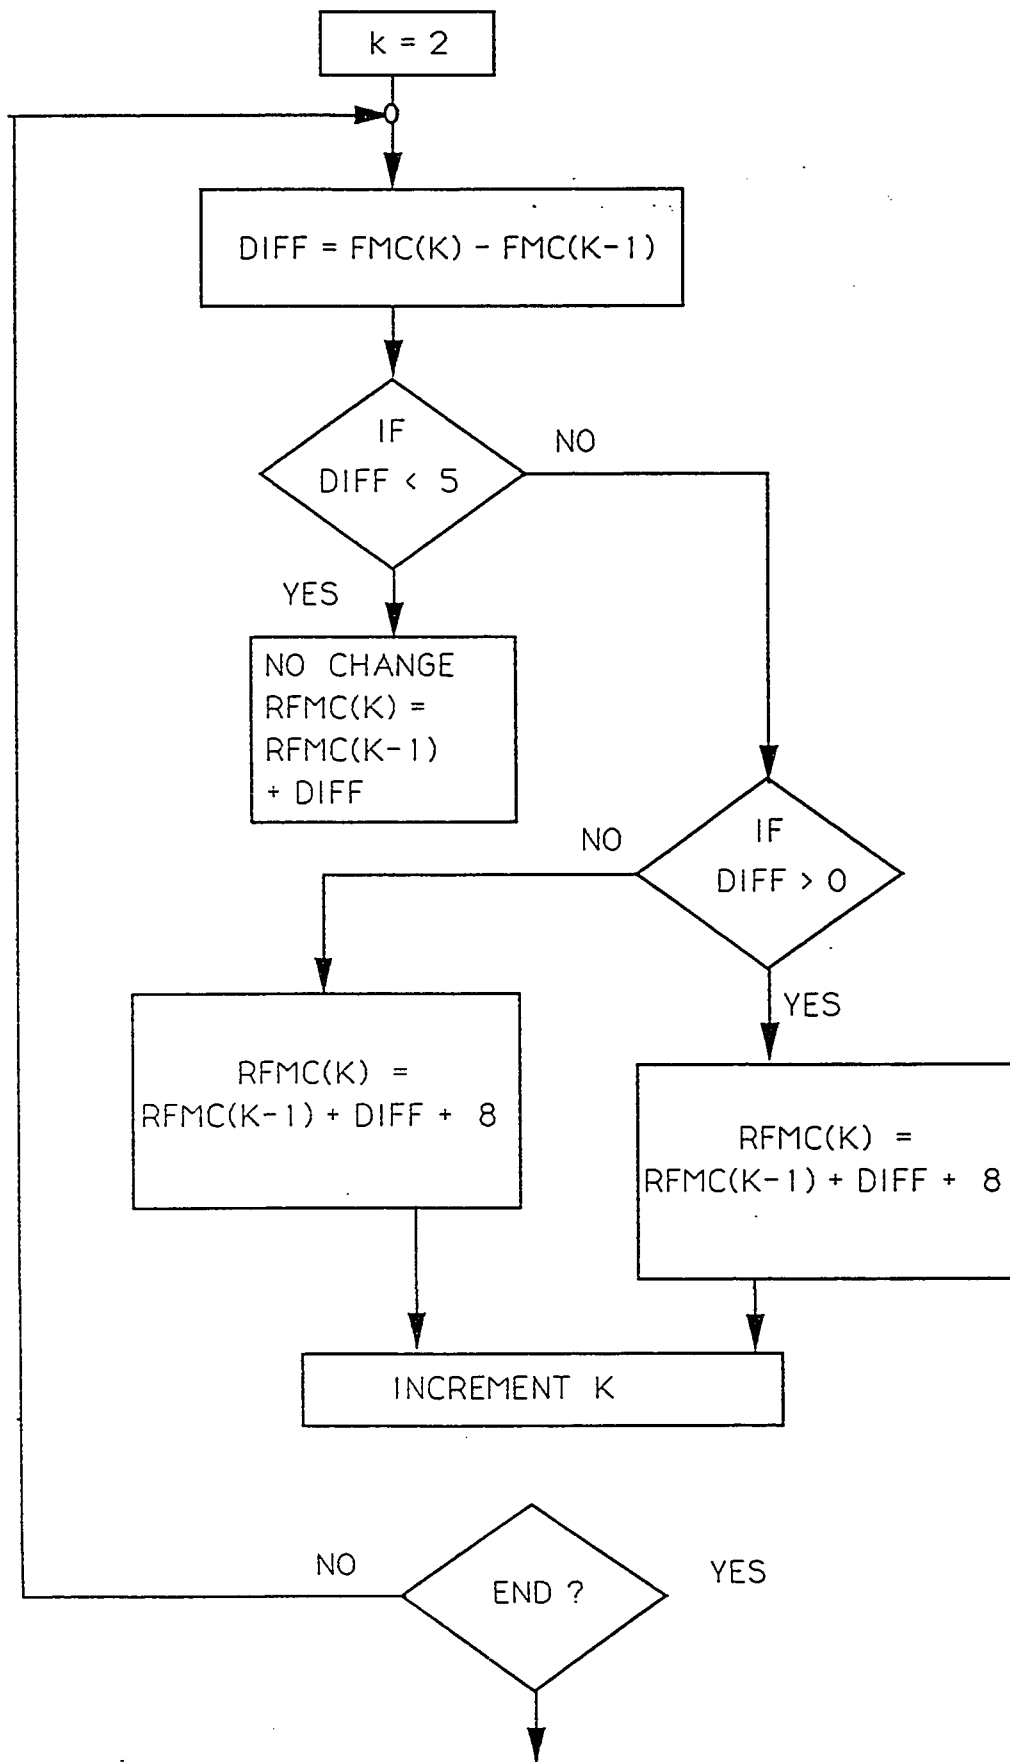 k = 2
DIFF = FMC(K) - FMC(K-1)
IF
DIFF < 5
NO
YES
NO CHANGE
RFMC(K) =
RFMC(K-1)
+ DIFF
IF
DIFF > 0
NO
YES
RFMC(K) =
RFMC(K-1) + DIFF + 8
RFMC(K) =
RFMC(K-1) + DIFF + 8
INCREMENT K
NO
END ?
YES